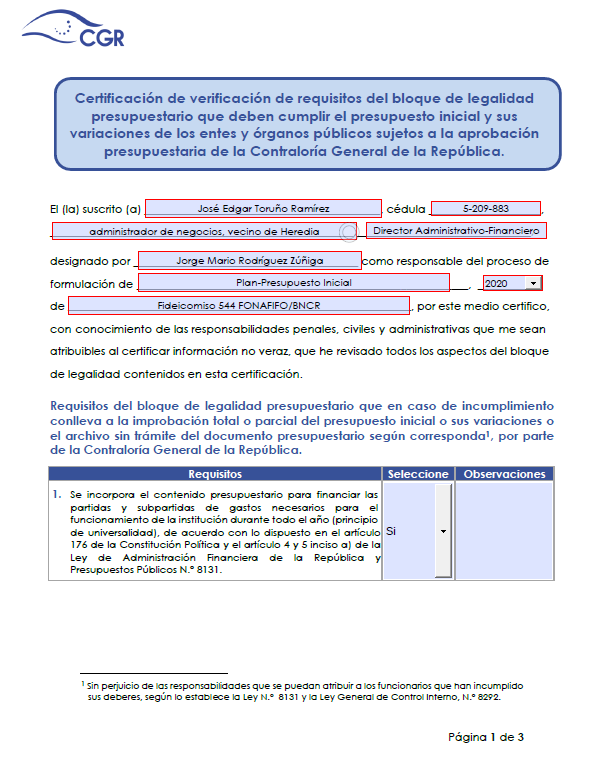 CGR
Certificación de verificación de requisitos del bloque de legalidad
presupuestario que deben cumplir el presupuesto inicial y sus
variaciones de los entes y órganos públicos sujetos a la aprobación
presupuestaria de la Contraloría General de la República.
El (la) suscrito (a) José Edgar Toruño Ramírez, cédula 5-209-883,
administrador de negocios, vecino de Heredia, Director Administrativo-Financiero
designado por Jorge Mario Rodríguez Zúñiga como responsable del proceso de
formulación de Plan-Presupuesto Inicial, 2020
de Fideicomiso 544 FONAFIFO/BNCR, por este medio certifico,
con conocimiento de las responsabilidades penales, civiles y administrativas que me sean
atribuibles al certificar información no veraz, que he revisado todos los aspectos del bloque
de legalidad contenidos en esta certificación.
Requisitos del bloque de legalidad presupuestario que en caso de incumplimiento
conlleva a la improbación total o parcial del presupuesto inicial o sus variaciones o
el archivo sin trámite del documento presupuestario según corresponda¹, por parte
de la Contraloría General de la República.
Requisitos Seleccione Observaciones
1. Se incorpora el contenido presupuestario para financiar las
partidas y subpartidas de gastos necesarios para el
funcionamiento de la institución durante todo el año (principio
de universalidad), de acuerdo con lo dispuesto en el artículo
176 de la Constitución Política y el artículo 4 y 5 inciso a) de la
Ley de Administración Financiera de la República y
Presupuestos Públicos N.° 8131.
Si
¹ Sin perjuicio de las responsabilidades que se puedan atribuir a los funcionarios que han incumplido
sus deberes, según lo establece la Ley N.° 8131 y la Ley General de Control Interno, N.° 8292.
Página 1 de 3